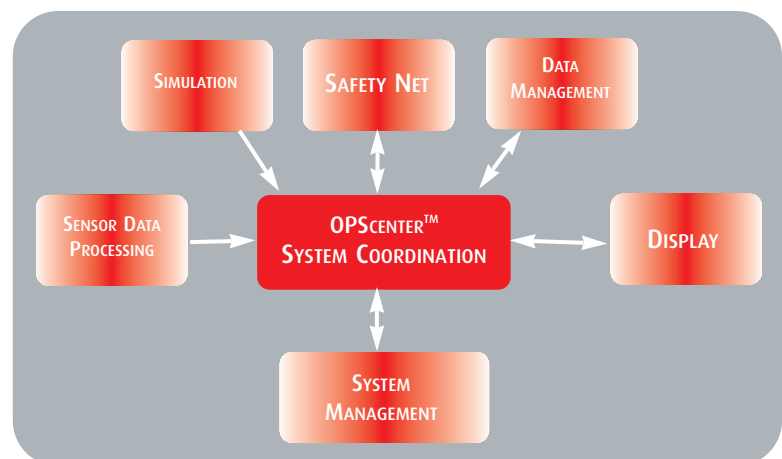 SIMULATION
SAFETY NET
DATA
MANAGEMENT
SENSOR DATA
PROCESSING
OPSCENTER™
SYSTEM COORDINATION
DISPLAY
SYSTEM
MANAGEMENT